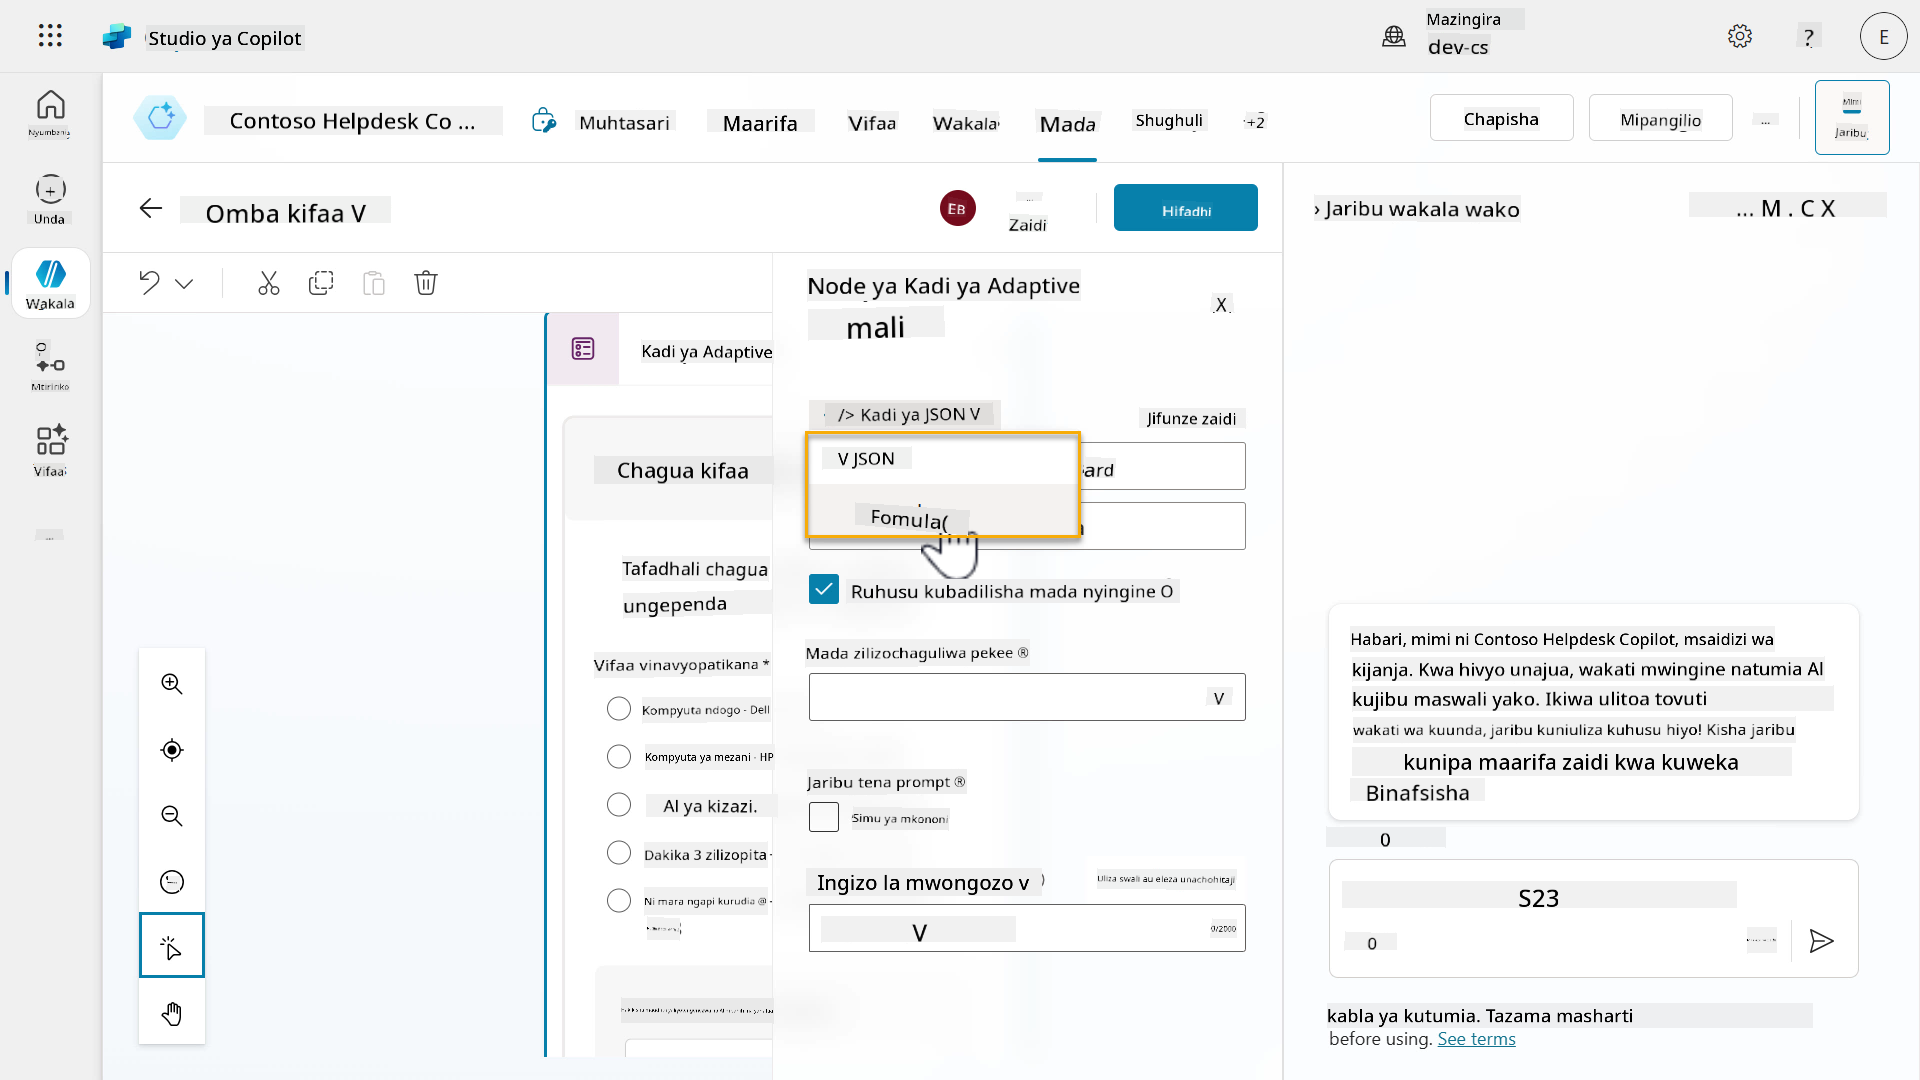 Studio ya Copilot
Mazingira
dev-cs
?
E
Nyumbani
Unda
Wakala
Mtiririko
Vifaa
Contoso Helpdesk Co ...
Muhtasari
Maarifa
Vifaa
Wakala
Mada
Shughuli
+2
Chapisha
Mipangilio
...
Mimi
Jaribu
Omba kifaa V
EB
Zaidi
Hifadhi
› Jaribu wakala wako
... M . C X
Kadi ya Adaptive
Chagua kifaa
Tafadhali chagua
ungependa
Vifaa vinavyopatikana *
Kompyuta ndogo - Dell
Kompyuta ya mezani - HP
AI ya kizazi.
Dakika 3 zilizopita -
Ni mara ngapi kurudia @ -
Node ya Kadi ya Adaptive
mali
X
/> Kadi ya JSON V
Jifunze zaidi
V JSON
ard
Fomula(
Ruhusu kubadilisha mada nyingine O
Mada zilizochaguliwa pekee ®
V
Jaribu tena prompt ®
Simu ya mkononi
Ingizo la mwongozo v
Uliza swali au eleza unachohitaji
V
0/2000
Habari, mimi ni Contoso Helpdesk Copilot, msaidizi wa
kijanja. Kwa hivyo unajua, wakati mwingine natumia AI
kujibu maswali yako. Ikiwa ulitoa tovuti
wakati wa kuunda, jaribu kuniuliza kuhusu hiyo! Kisha jaribu
kunipa maarifa zaidi kwa kuweka
Binafsisha
0
S23
0
kabla ya kutumia. Tazama masharti
before using. See terms